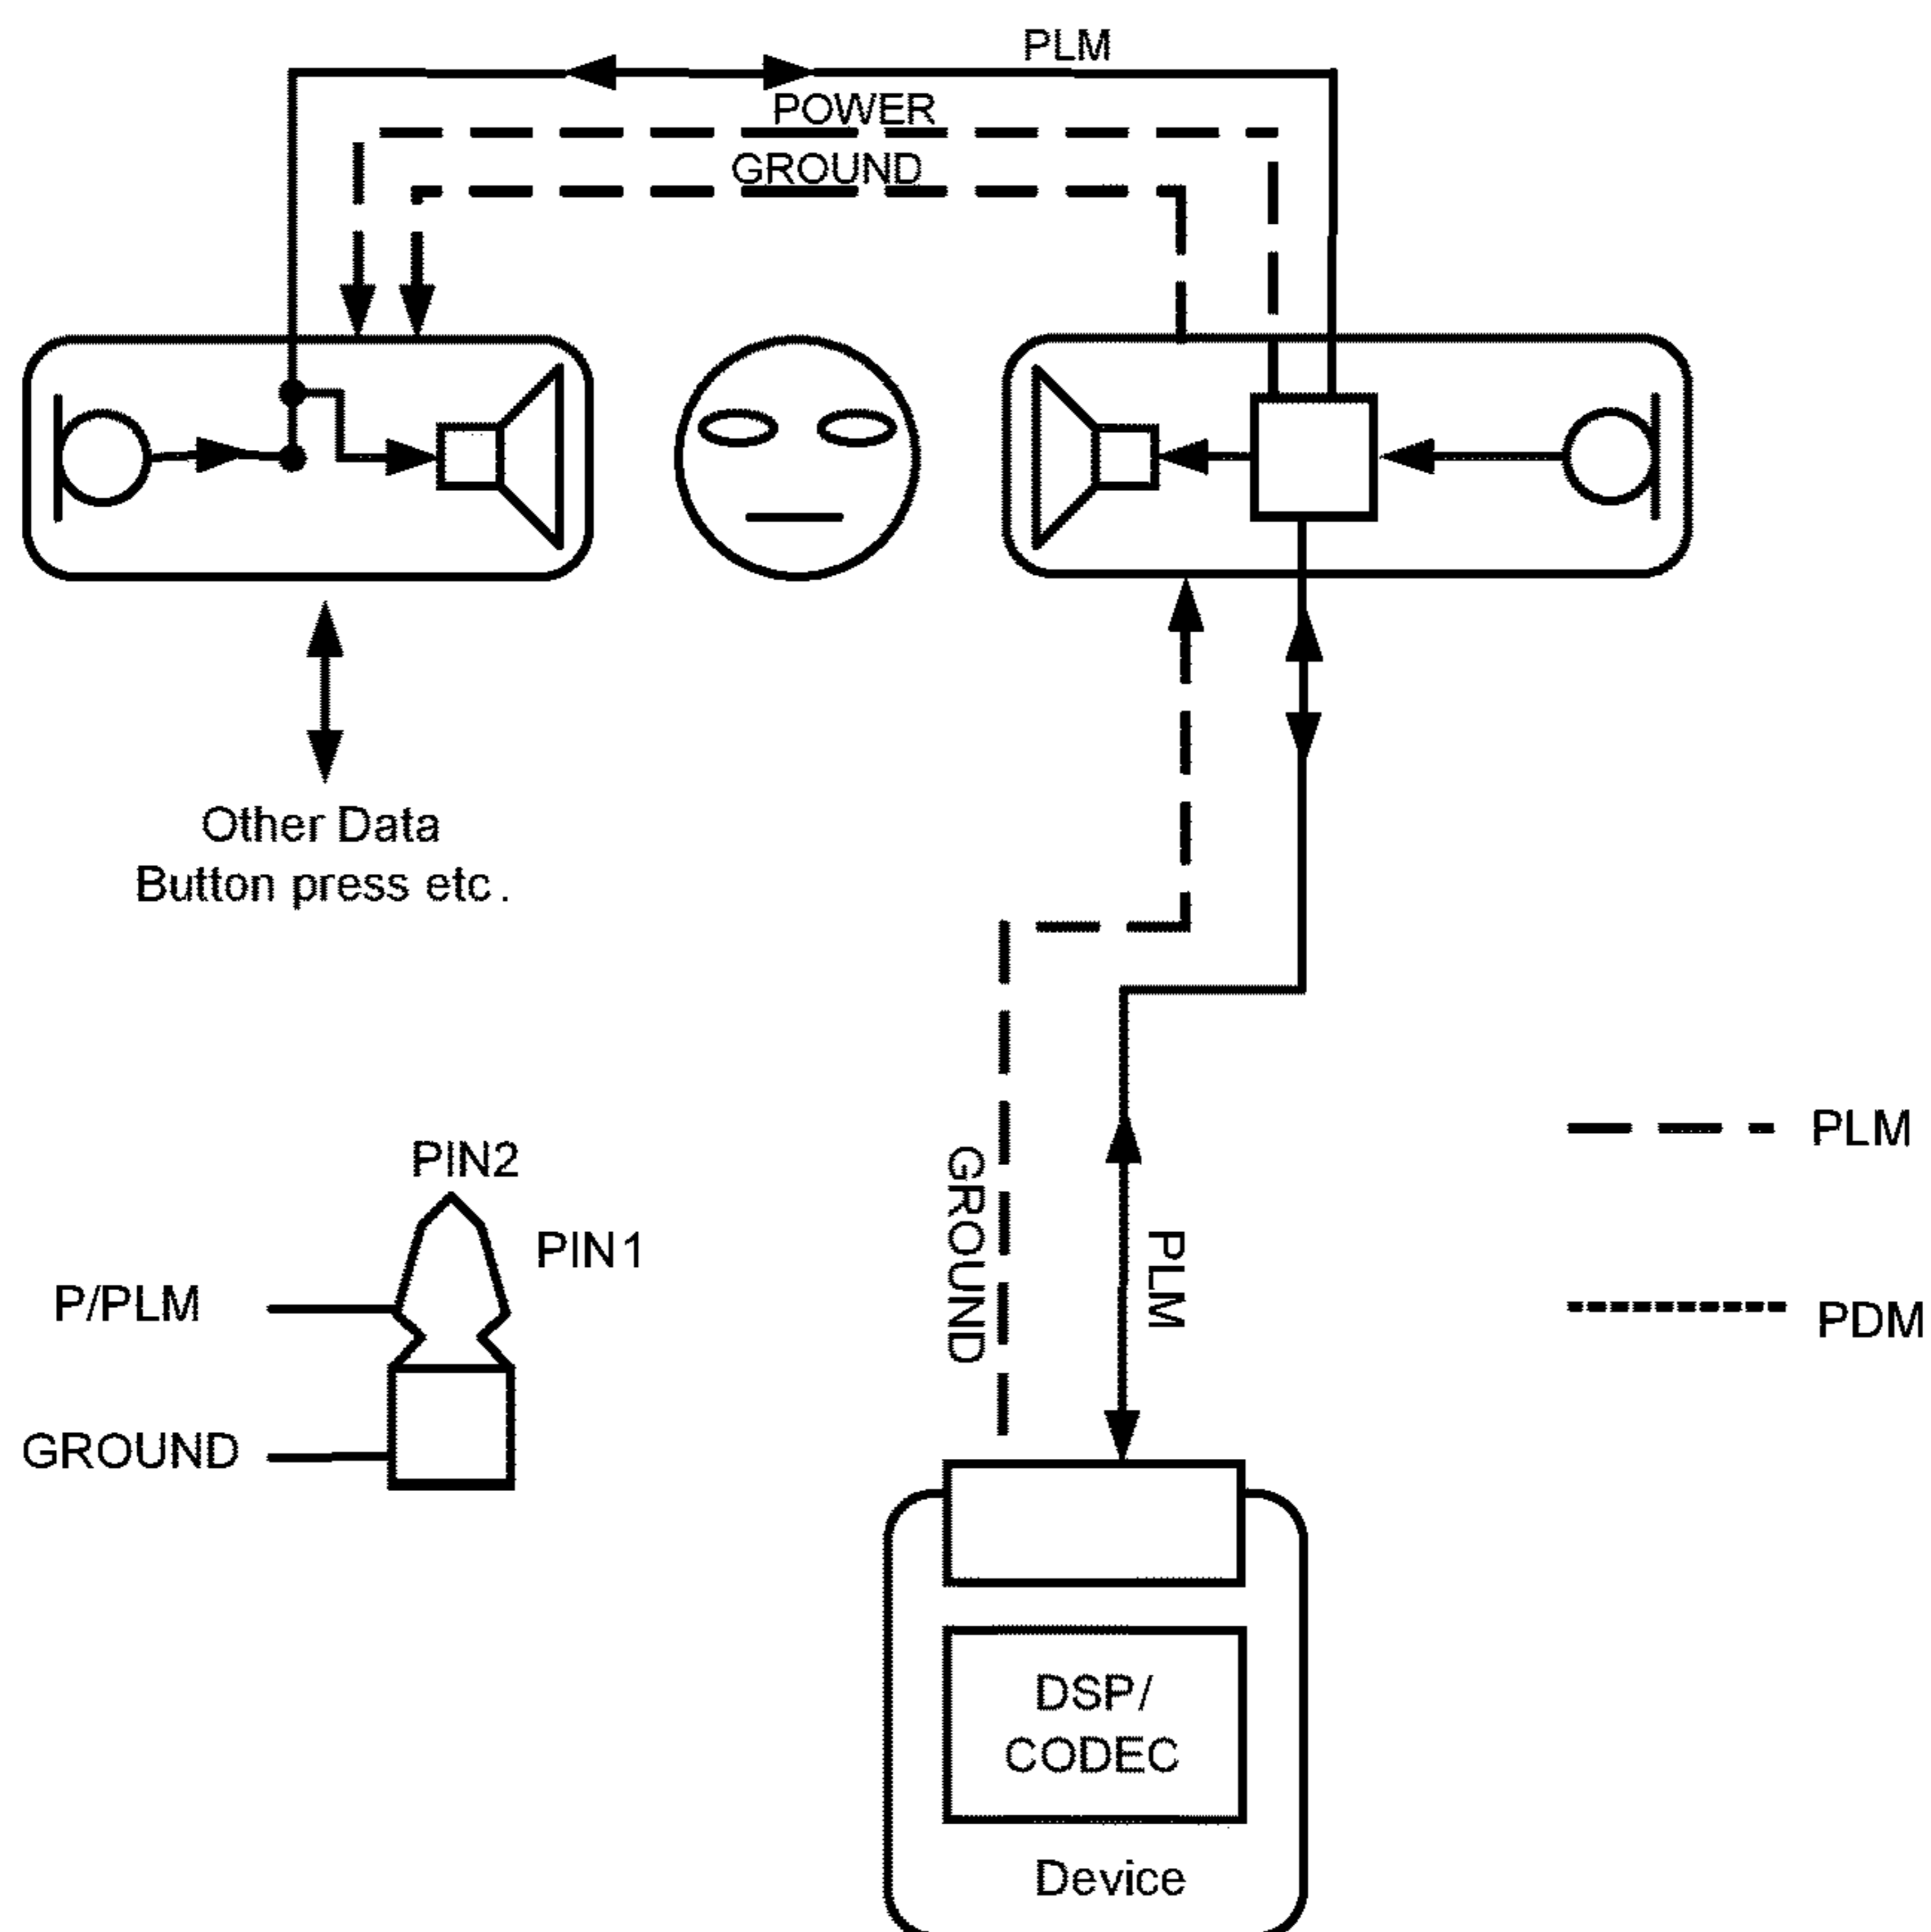 PLM
POWER
GROUND
Other Data
Button press etc.
PIN2
PIN1
P/PLM
GROUND
GROUND
PLM
PLM
PDM
DSP/
CODEC
Device